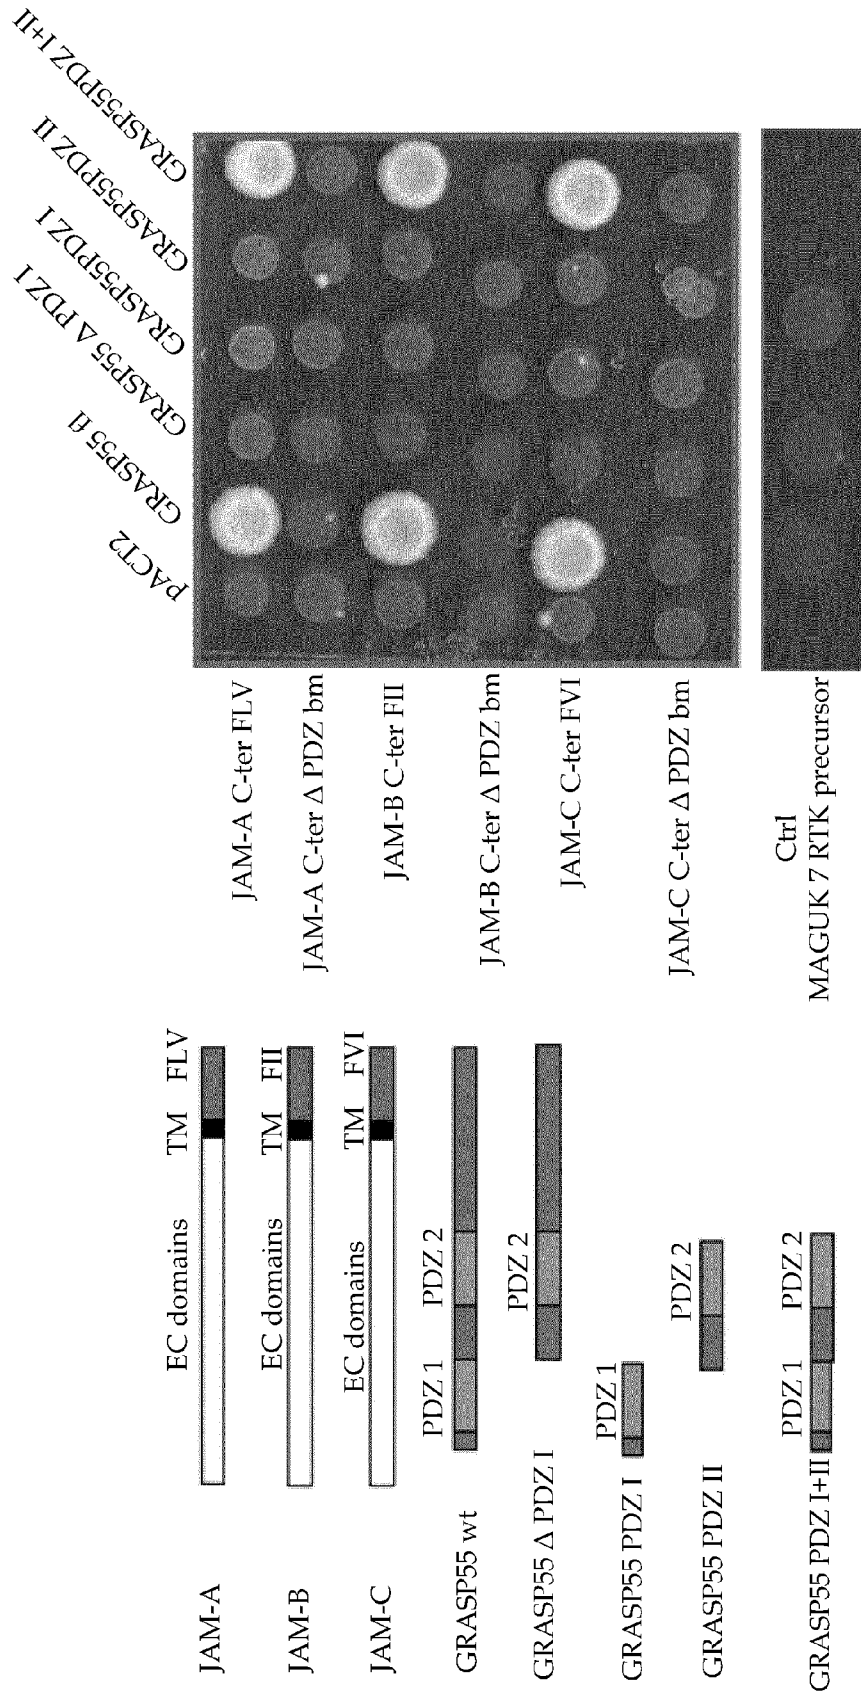 JAM-A
EC domains
TM
FLV
JAM-B
EC domains
TM
FII
JAM-C
EC domains
TM
FVI
GRASP55 wt
PDZ 1
PDZ 2
GRASP55 Δ PDZ I
PDZ 2
GRASP55 PDZ I
PDZ 1
GRASP55 PDZ II
PDZ 2
GRASP55 PDZ I+II
PDZ 1
PDZ 2
pACT2
GRASP55 fl
GRASP55 Δ PDZ I
GRASP55PDZ I
GRASP55PDZ II
GRASP55PDZ I+II
JAM-A C-ter FLV
JAM-A C-ter Δ PDZ bm
JAM-B C-ter FII
JAM-B C-ter Δ PDZ bm
JAM-C C-ter FVI
JAM-C C-ter Δ PDZ bm
Ctrl
MAGUK 7 RTK precursor